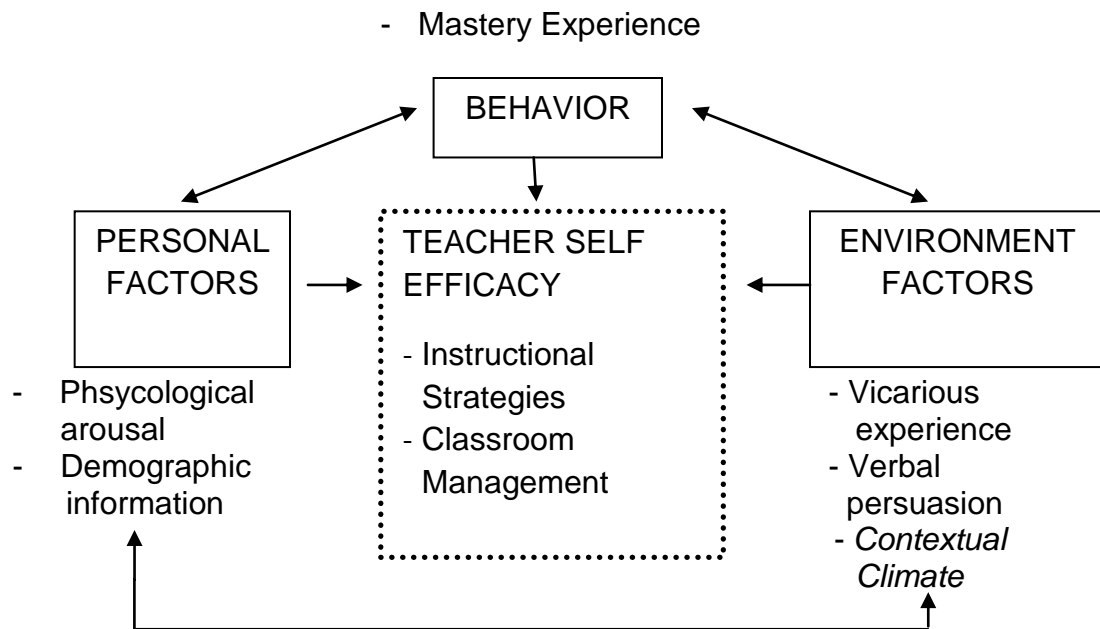 - Mastery Experience
BEHAVIOR
PERSONAL
FACTORS
TEACHER SELF
EFFICACY
- Instructional
Strategies
- Classroom
Management
ENVIRONMENT
FACTORS
- Phsycological
arousal
- Demographic
information
- Vicarious
experience
- Verbal
persuasion
- Contextual
Climate